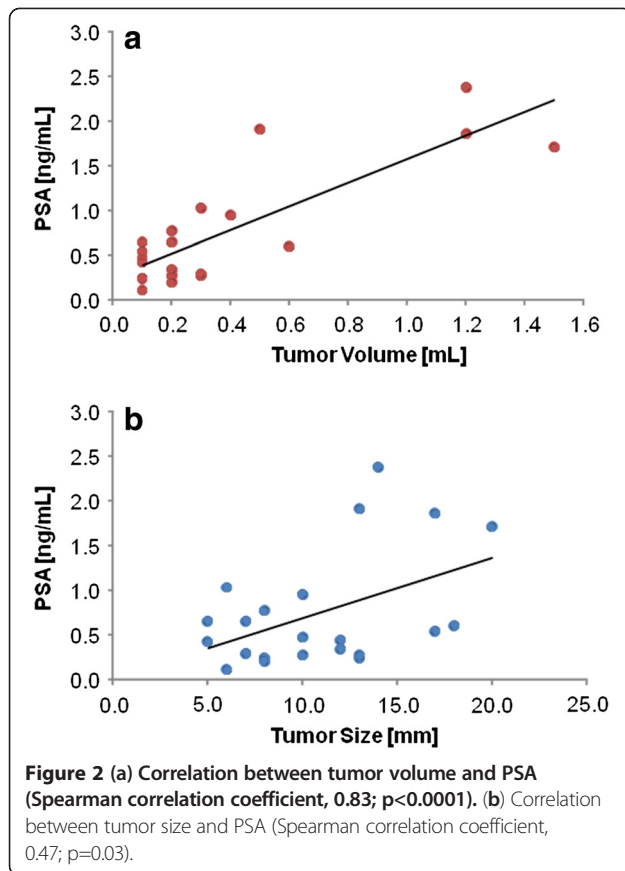 a
3.0
2.5
2.0
1.5
1.0
0.5
0.0
PSA [ng/mL]
0.0 0.2 0.4 0.6 0.8 1.0 1.2 1.4 1.6
Tumor Volume [mL]
b
3.0
2.5
2.0
1.5
1.0
0.5
0.0
PSA [ng/mL]
0.0 5.0 10.0 15.0 20.0 25.0
Tumor Size [mm]
Figure 2 (a) Correlation between tumor volume and PSA
(Spearman correlation coefficient, 0.83; p<0.0001). (b) Correlation
between tumor size and PSA (Spearman correlation coefficient,
0.47; p=0.03).